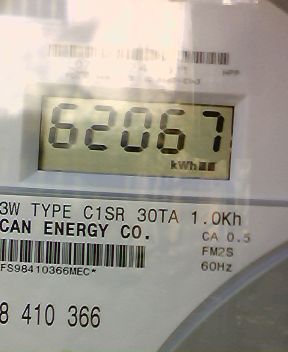 62067
kWh
3W TYPE C1SR 30TA 1.0Kh
CAN ENERGY CO.
CA 0.5
FM2S
60Hz
FS98410366MEC*
8 410 366